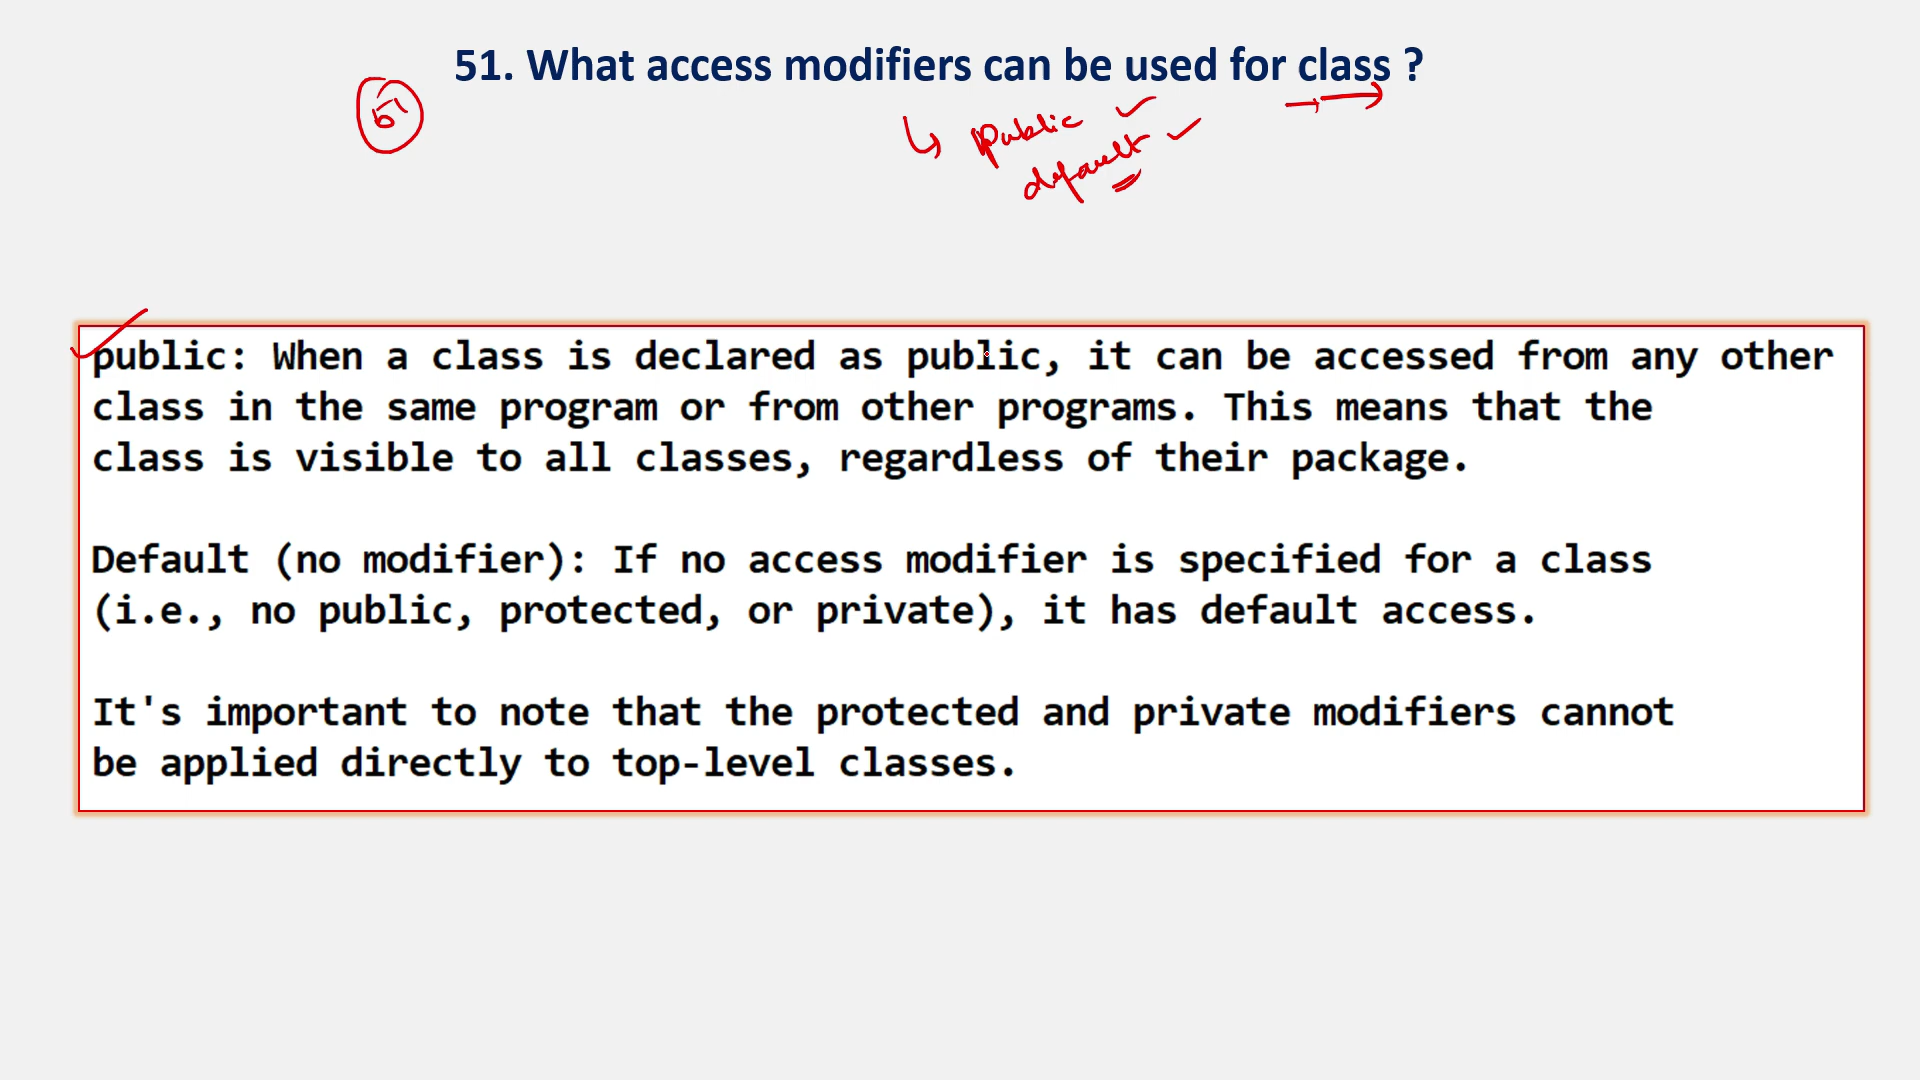 51. What access modifiers can be used for class ?
51
public
default
public: When a class is declared as public, it can be accessed from any other
class in the same program or from other programs. This means that the
class is visible to all classes, regardless of their package.
Default (no modifier): If no access modifier is specified for a class
(i.e., no public, protected, or private), it has default access.
It's important to note that the protected and private modifiers cannot
be applied directly to top-level classes.